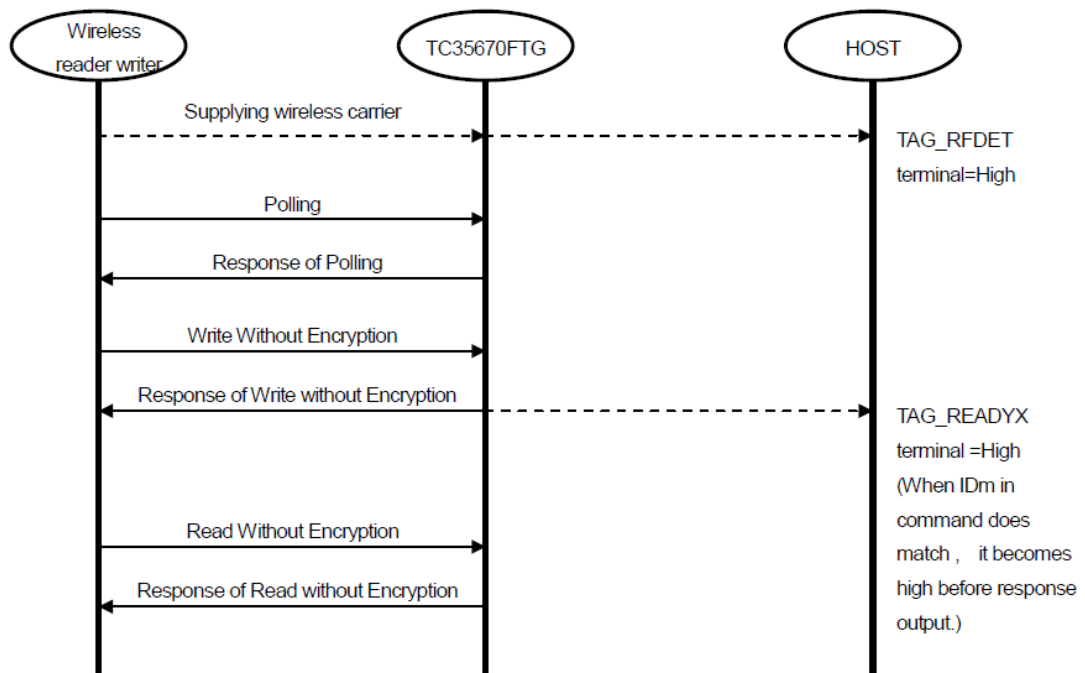 Wireless
reader writer
TC35670FTG
HOST
Supplying wireless carrier
TAG_RFDET
terminal=High
Polling
Response of Polling
Write Without Encryption
Response of Write without Encryption
TAG_READYX
terminal =High
(When IDm in
command does
match , it becomes
high before response
output.)
Read Without Encryption
Response of Read without Encryption